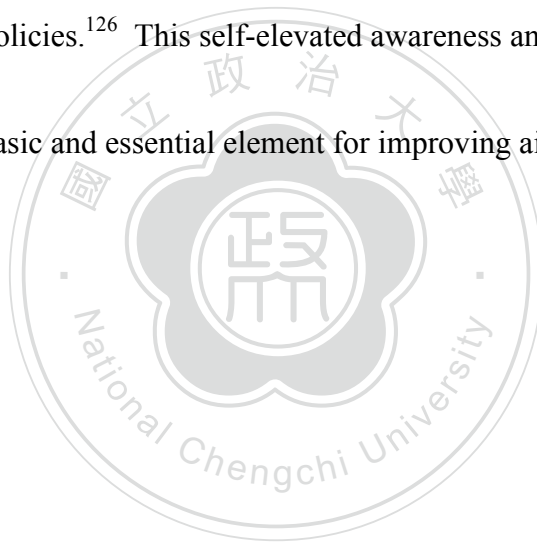 olicies.126 This self-elevated awareness an
asic and essential element for improving ai
國立政治大學
政
National Chengchi University